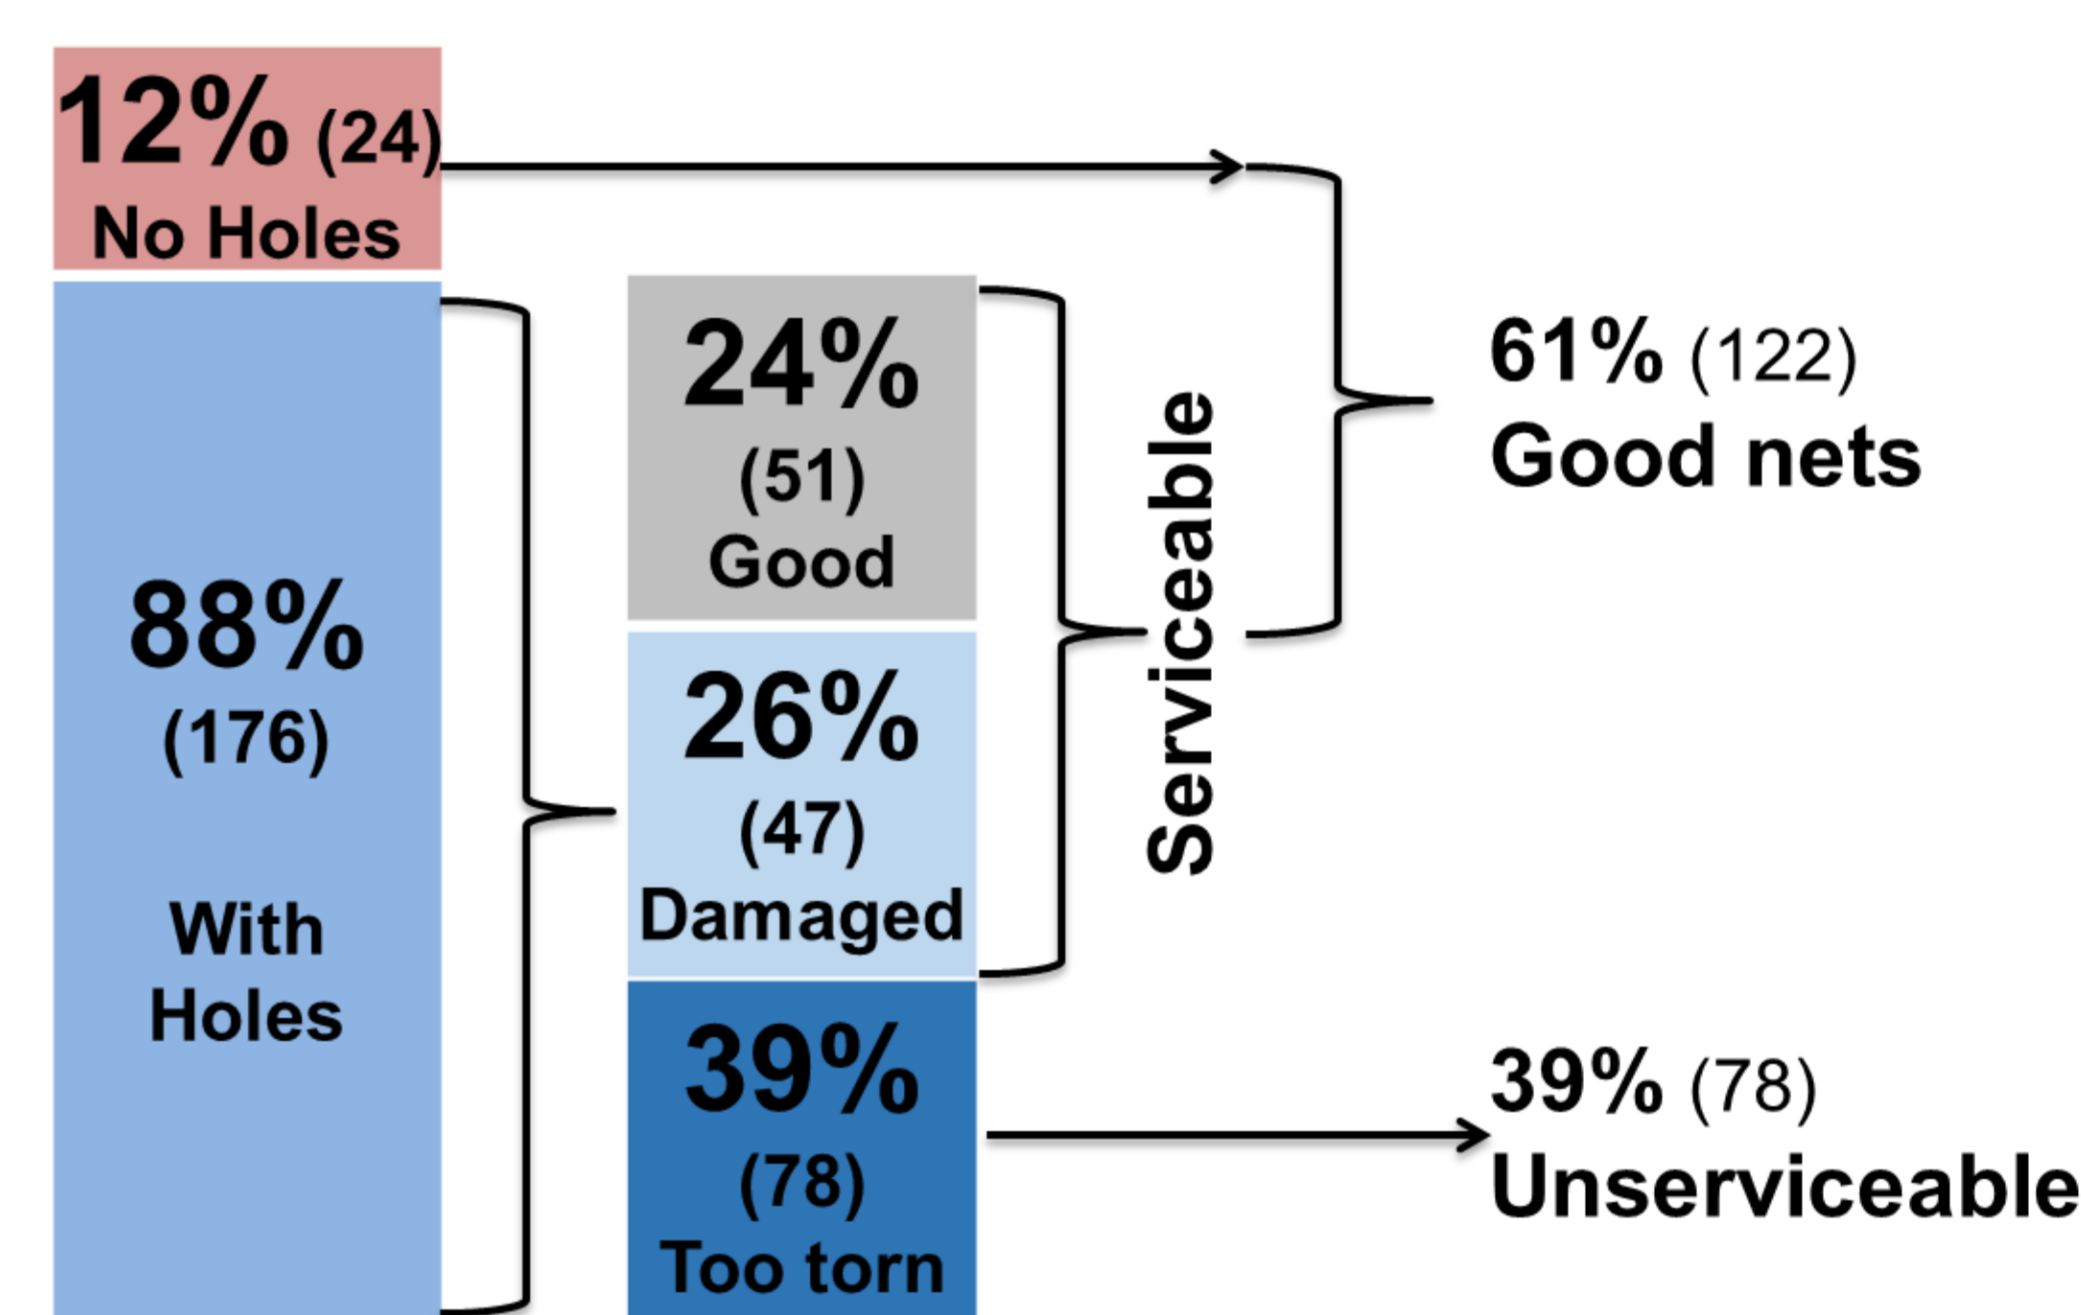 12% (24)
No Holes
88%
(176)
With
Holes
24%
(51)
Good
26%
(47)
Damaged
39%
(78)
Too torn
Serviceable
61% (122)
Good nets
39% (78)
Unserviceable